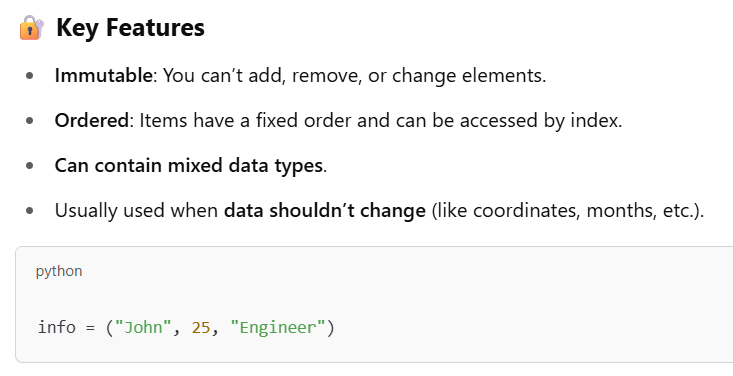 🔐 Key Features
• Immutable: You can’t add, remove, or change elements.
• Ordered: Items have a fixed order and can be accessed by index.
• Can contain mixed data types.
• Usually used when data shouldn’t change (like coordinates, months, etc.).
python
info = ("John", 25, "Engineer")